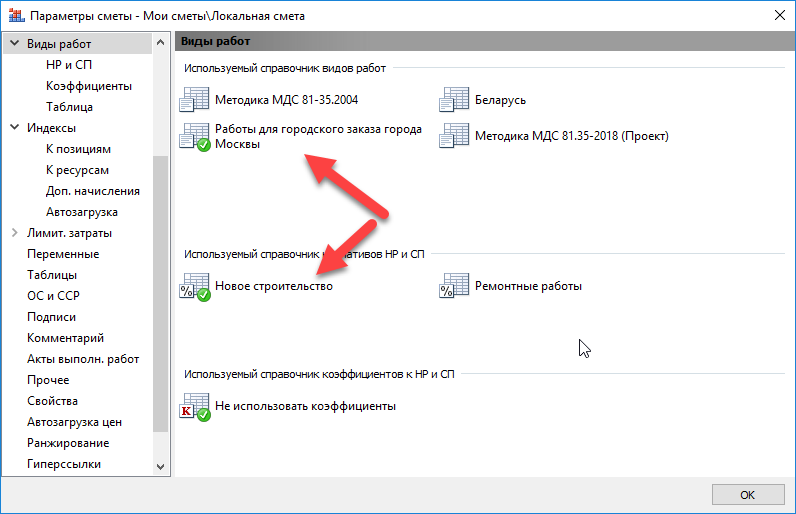 Параметры сметы - Мои сметы\Локальная смета
Виды работ
НР и СП
Коэффициенты
Таблица
Индексы
К позициям
К ресурсам
Доп. начисления
Автозагрузка
Лимит. затраты
Переменные
Таблицы
ОС и ССР
Подписи
Комментарий
Акты выполн. работ
Прочее
Свойства
Автозагрузка цен
Ранжирование
Гиперссылки
Виды работ
Используемый справочник видов работ
Методика МДС 81-35.2004
Беларусь
Работы для городского заказа города
Москвы
Методика МДС 81.35-2018 (Проект)
Используемый справочник НР и СП
% Новое строительство
% Ремонтные работы
Используемый справочник коэффициентов к НР и СП
К Не использовать коэффициенты
OK